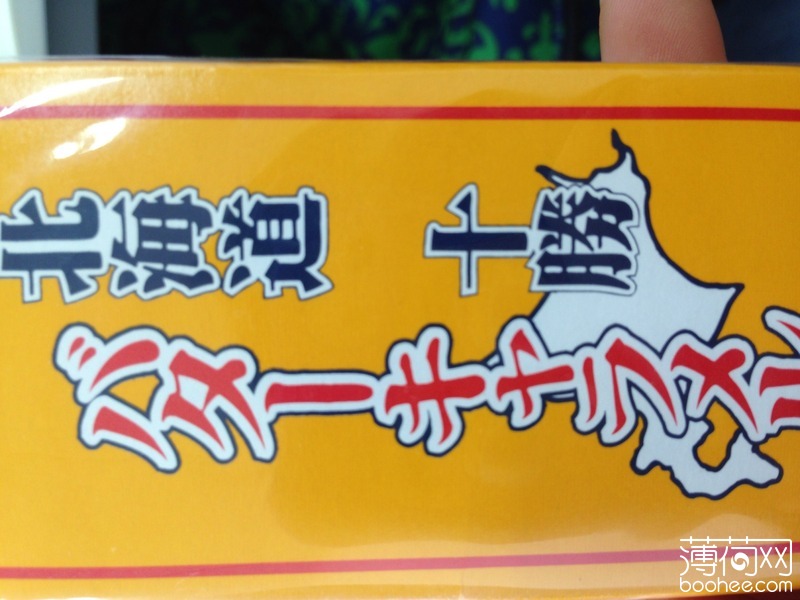 北海道 十勝
バターキャラメル
薄荷网
boohee.com